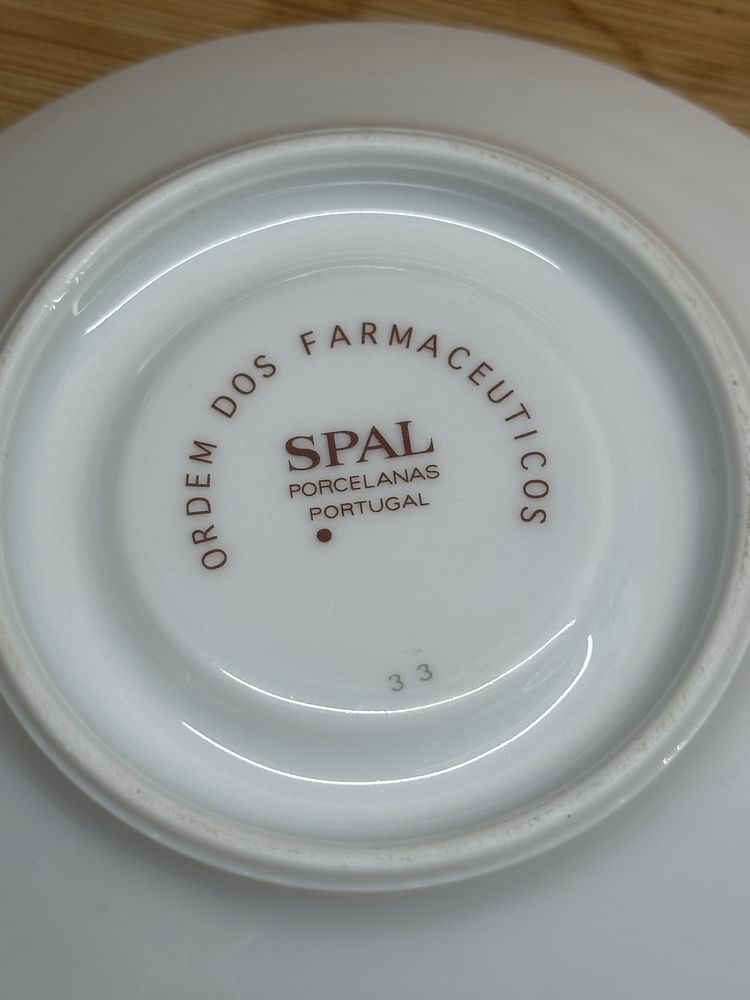 ORDEM DOS FARMACEUTICOS
SPAL
PORCELANAS
PORTUGAL
33